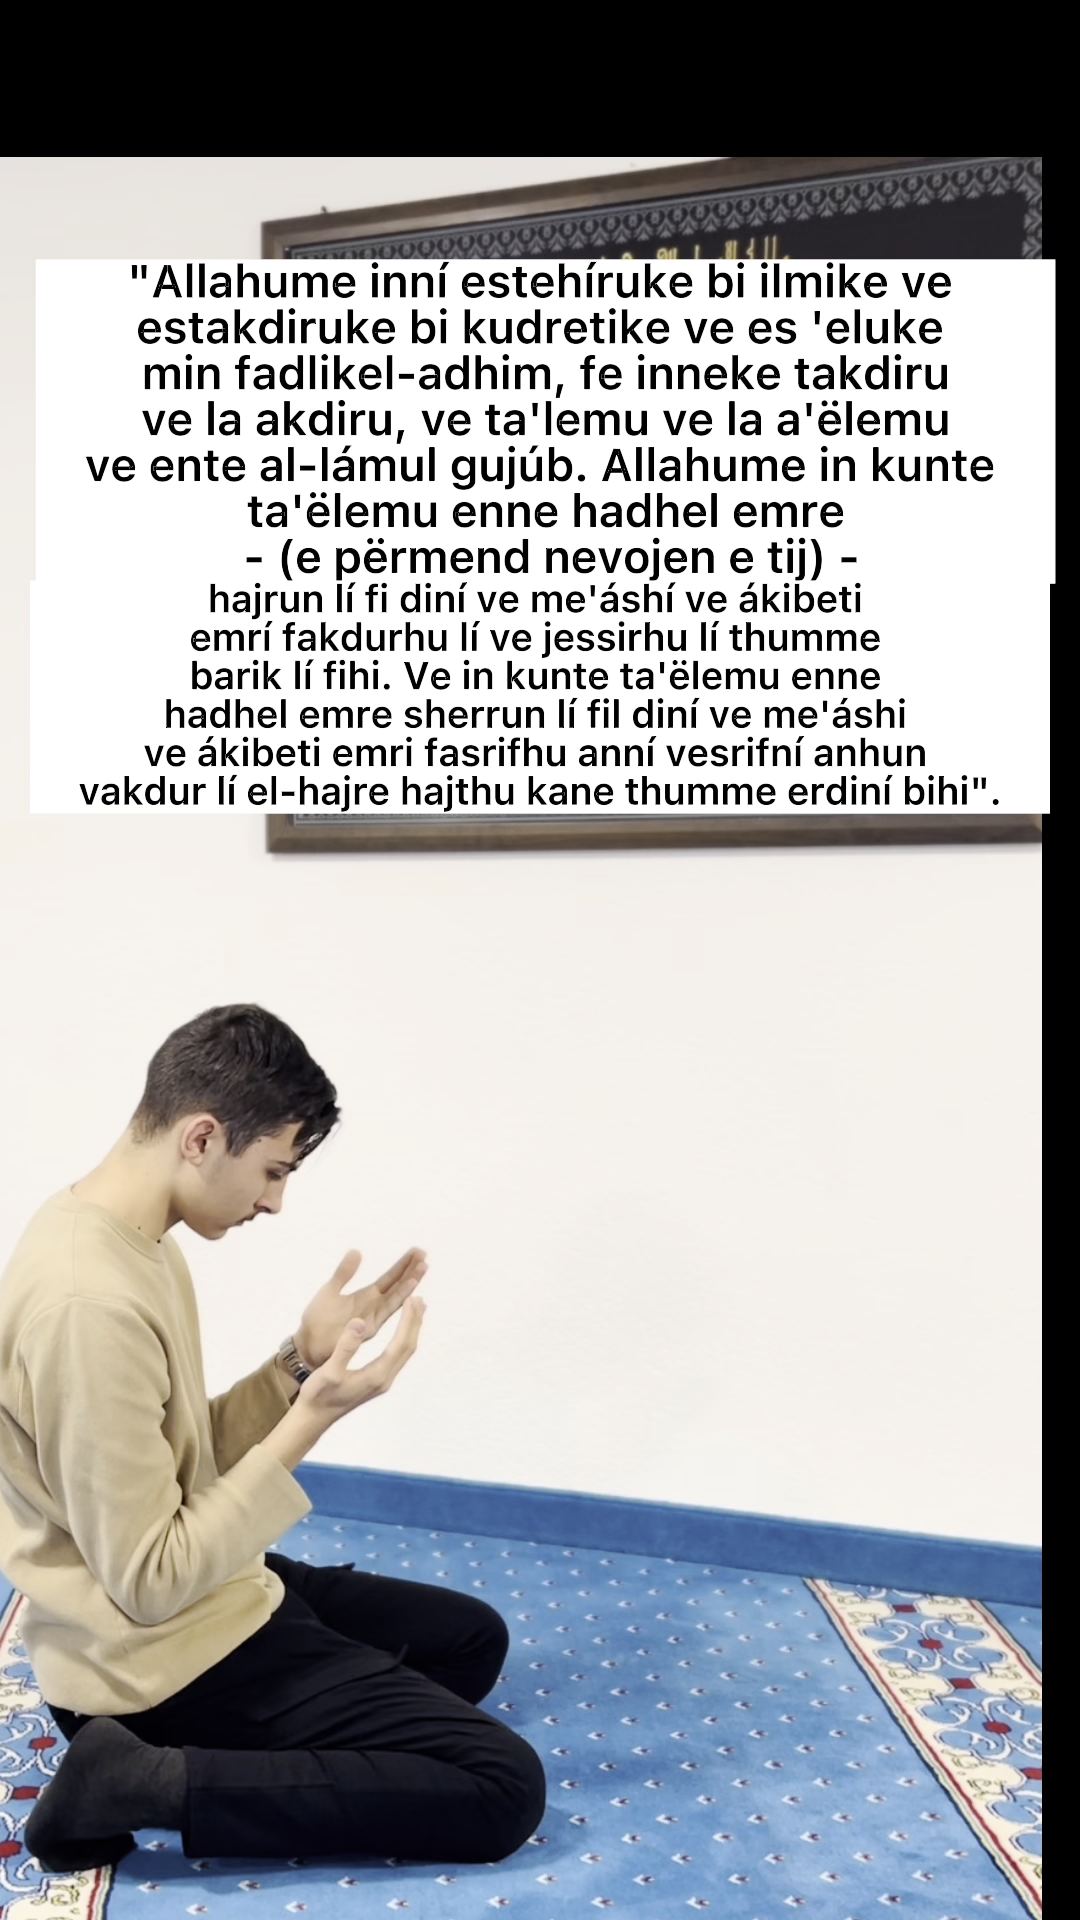 "Allahume inní estehíruke bi ilmike ve
estakdiruke bi kudretike ve es 'eluke
min fadlikel-adhim, fe inneke takdiru
ve la akdiru, ve ta'lemu ve la a'ëlemu
ve ente al-lámul gujúb. Allahume in kunte
ta'ëlemu enne hadhel emre
- (e përmend nevojen e tij) -
hajrun lí fi diní ve me'áshí ve ákibeti
emrí fakdurhu lí ve jessirhu lí thumme
barik lí fihi. Ve in kunte ta'ëlemu enne
hadhel emre sherrun lí fil diní ve me'áshi
ve ákibeti emri fasrifhu anní vesrifní anhun
vakdur lí el-hajre hajthu kane thumme erdiní bihi".